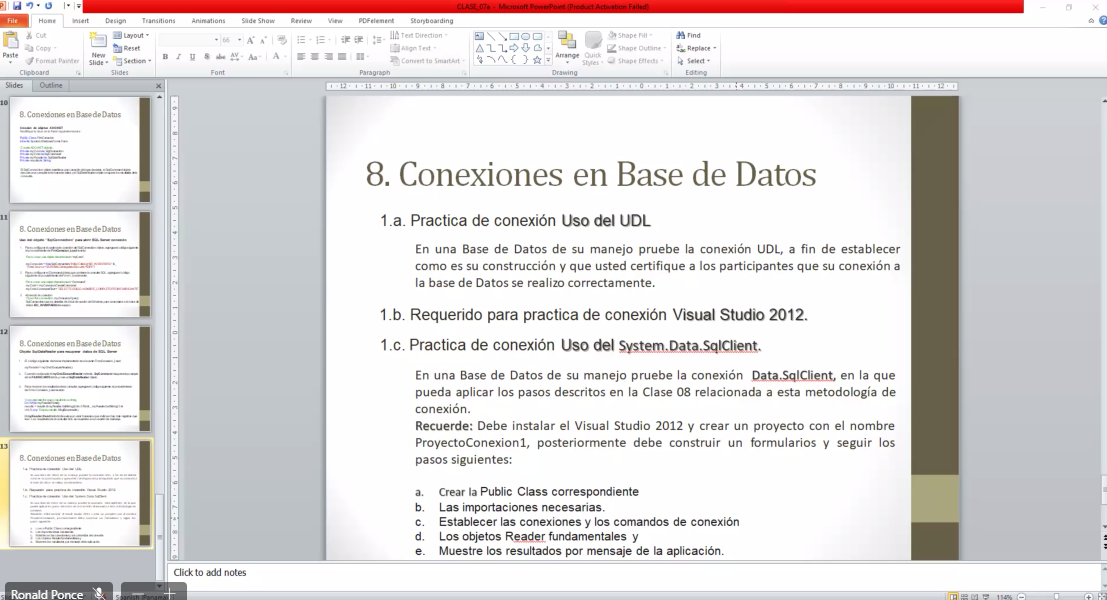 CLASE_07a - Microsoft PowerPoint (Product Activation Failed)
File Home Insert Design Transitions Animations Slide Show Review View PDFelement Storyboarding
Paste
Cut
Copy
Format Painter
Clipboard
New
Slide
Layout
Reset
Section
Slides
66
B I U S abc AV Aa A
Font
Text Direction
Align Text
Convert to SmartArt
Paragraph
Arrange
Quick
Styles
Shape Fill
Shape Outline
Shape Effects
Drawing
Find
Replace
Select
Editing
Slides Outline
10
8. Conexiones en Base de Datos
11
8. Conexiones en Base de Datos
12
8. Conexiones en Base de Datos
13
8. Conexiones en Base de Datos
8. Conexiones en Base de Datos
1.a. Practica de conexión Uso del UDL
En una Base de Datos de su manejo pruebe la conexión UDL, a fin de establecer
como es su construcción y que usted certifique a los participantes que su conexión a
la base de Datos se realizo correctamente.
1.b. Requerido para practica de conexión Visual Studio 2012.
1.c. Practica de conexión Uso del System.Data.SqlClient.
En una Base de Datos de su manejo pruebe la conexión Data.SqlClient, en la que
pueda aplicar los pasos descritos en la Clase 08 relacionada a esta metodología de
conexión.
Recuerde: Debe instalar el Visual Studio 2012 y crear un proyecto con el nombre
ProyectoConexion1, posteriormente debe construir un formularios y seguir los
pasos siguientes:
a. Crear la Public Class correspondiente
b. Las importaciones necesarias.
c. Establecer las conexiones y los comandos de conexión
d. Los objetos Reader fundamentales y
e. Muestre los resultados por mensaje de la aplicación.
Click to add notes
Ronald Ponce
114%